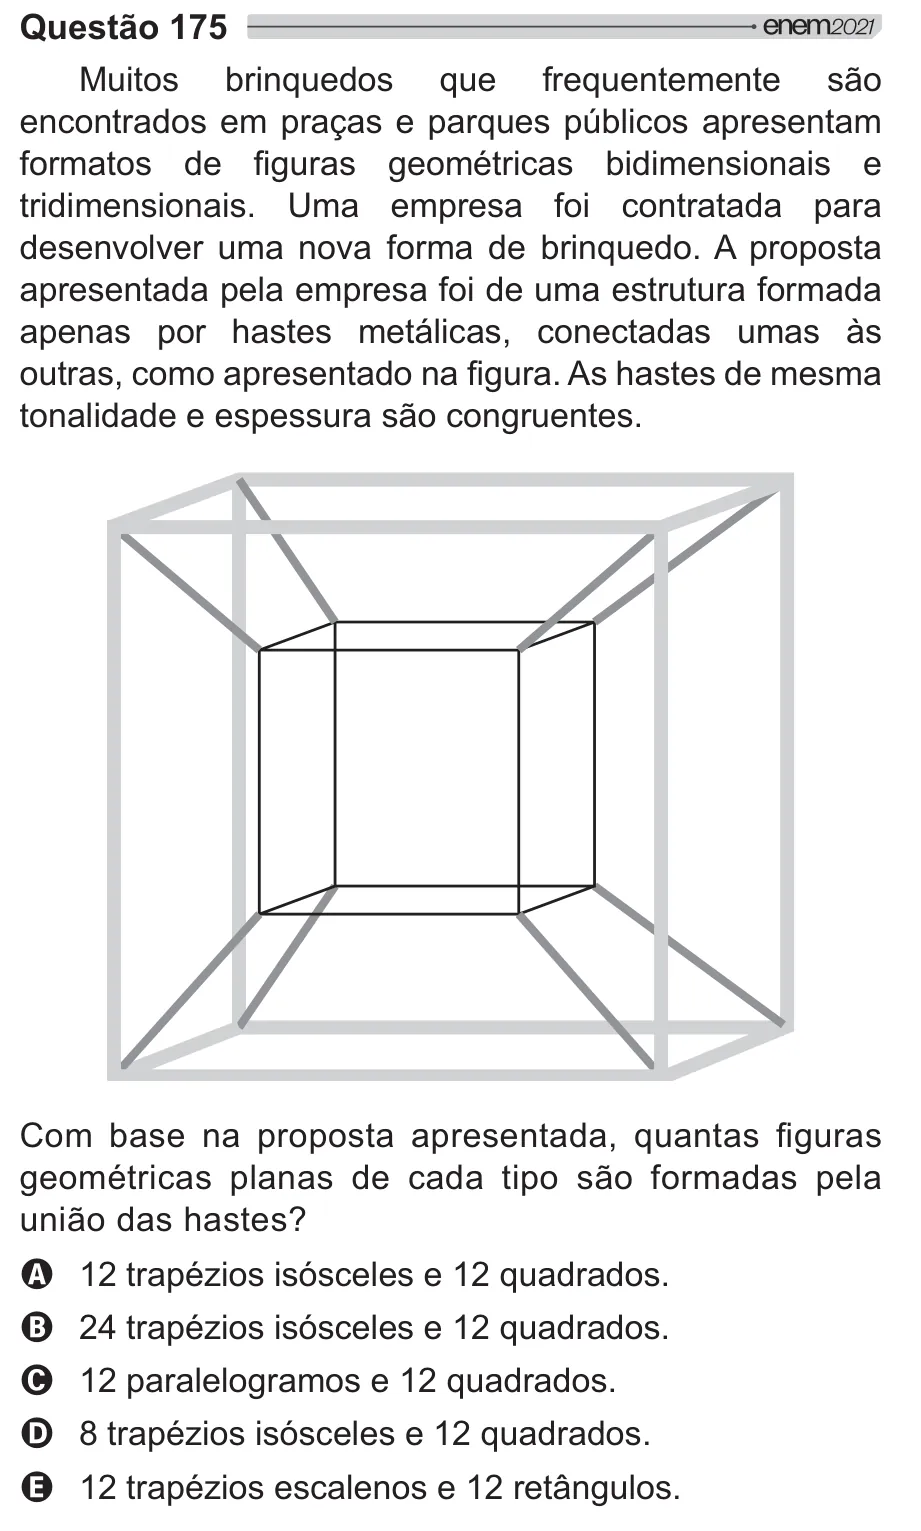 Questão 175 enem2021
Muitos brinquedos que frequentemente são
encontrados em praças e parques públicos apresentam
formatos de figuras geométricas bidimensionais e
tridimensionais. Uma empresa foi contratada para
desenvolver uma nova forma de brinquedo. A proposta
apresentada pela empresa foi de uma estrutura formada
apenas por hastes metálicas, conectadas umas às
outras, como apresentado na figura. As hastes de mesma
tonalidade e espessura são congruentes.
Com base na proposta apresentada, quantas figuras
geométricas planas de cada tipo são formadas pela
união das hastes?
A 12 trapézios isósceles e 12 quadrados.
B 24 trapézios isósceles e 12 quadrados.
C 12 paralelogramos e 12 quadrados.
D 8 trapézios isósceles e 12 quadrados.
E 12 trapézios escalenos e 12 retângulos.